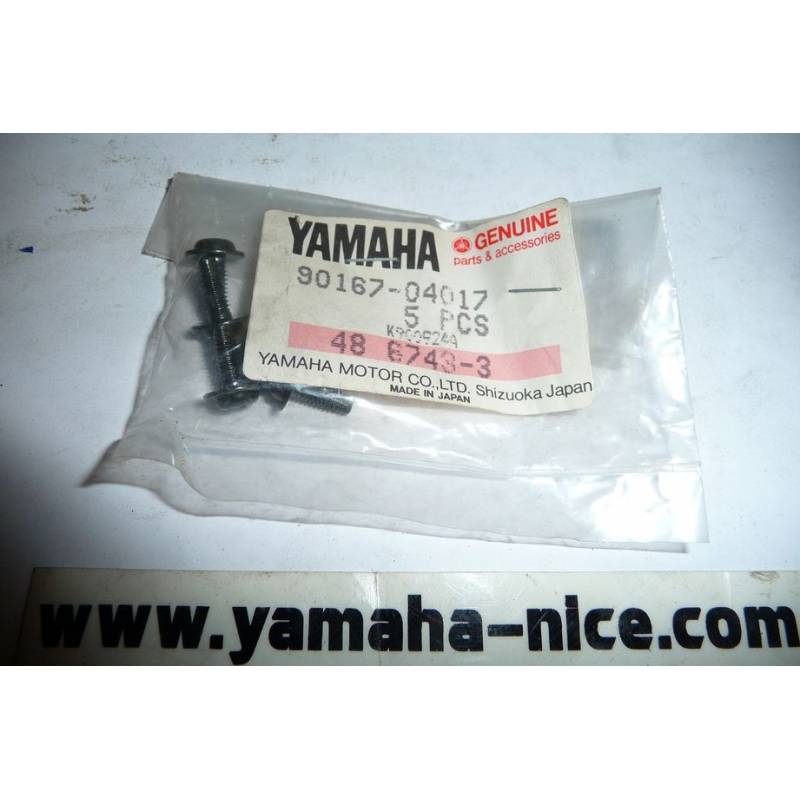 YAMAHA
GENUINE
parts & accessories
90167-04017
5 PCS
K900924A
48 6743-3
YAMAHA MOTOR CO.,LTD. Shizuoka Japan
MADE IN JAPAN
www.yamaha-nice.com